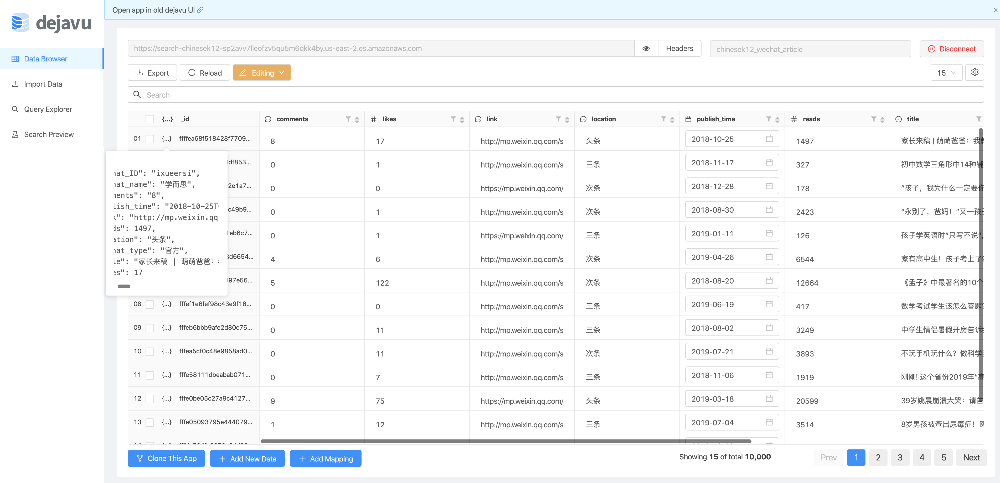 Open app in old dejavu UI
dejavu
https://search-chinesek12-sp2avv7lleofzv5qu5m6qkk4by.us-east-2.es.amazonaws.com Headers chinesek12_wechat_article Disconnect
Data Browser
Import Data
Query Explorer
Search Preview
Export Reload Editing 15
Search
{...} _id comments likes link location publish_time reads title
01 {...} ffffea68f518428f7709... 8 17 http://mp.weixin.qq.com/s 头条 2018-10-25 1497 家长来稿 | 萌萌爸爸：我
df853... 0 1 http://mp.weixin.qq.com/s 三条 2018-11-17 327 初中数学三角形中14种辅
2e1a7... 0 0 https://mp.weixin.qq.com/ 次条 2018-12-28 178 “孩子，我为什么一定要你
c49b9... 0 1 http://mp.weixin.qq.com/s 次条 2018-08-30 2423 “永别了，爸妈！”又一孩
eb6c7... 0 1 https://mp.weixin.qq.com/ 三条 2019-01-11 126 孩子学英语时“只写不说”,
d6654... 4 6 http://mp.weixin.qq.com/s 次条 2019-04-26 6544 家有高中生！孩子考上了
97e56... 5 122 http://mp.weixin.qq.com/s 次条 2018-08-20 12664 《孟子》中最著名的10个
08 {...} fffef1e6fef98c43e9f16... 0 0 http://mp.weixin.qq.com/s 三条 2019-06-19 417 数学考试学生该怎么答题
09 {...} fffeb6bbb9afe2d80c75... 0 11 http://mp.weixin.qq.com/s 三条 2018-08-02 3249 中学生情侣暑假开房告诉
10 {...} fffea5cf0c48e9858ad0... 0 11 http://mp.weixin.qq.com/s 次条 2019-07-21 3893 不玩手机玩什么？做科学
11 {...} fffe58111dbeabab071... 0 7 http://mp.weixin.qq.com/s 三条 2018-11-06 1919 刚刚! 这个省份2019年“高
12 {...} fffe0be05c27a9c4127... 9 75 https://mp.weixin.qq.com/ 头条 2019-03-18 20599 39岁姚晨崩溃大哭：请告
13 {...} fffe05093795e444079... 1 12 http://mp.weixin.qq.com/s 三条 2019-07-04 3514 8岁男孩被查出尿毒症！医
hat_ID": "ixueersi",
hat_name": "学而思",
ments": "8",
lish_time": "2018-10-25T
k": "http://mp.weixin.qq
ds": 1497,
ation": "头条",
hat_type": "官方",
le": "家长来稿 | 萌萌爸爸：
es": 17
Clone This App Add New Data Add Mapping Showing 15 of total 10,000 Prev 1 2 3 4 5 Next